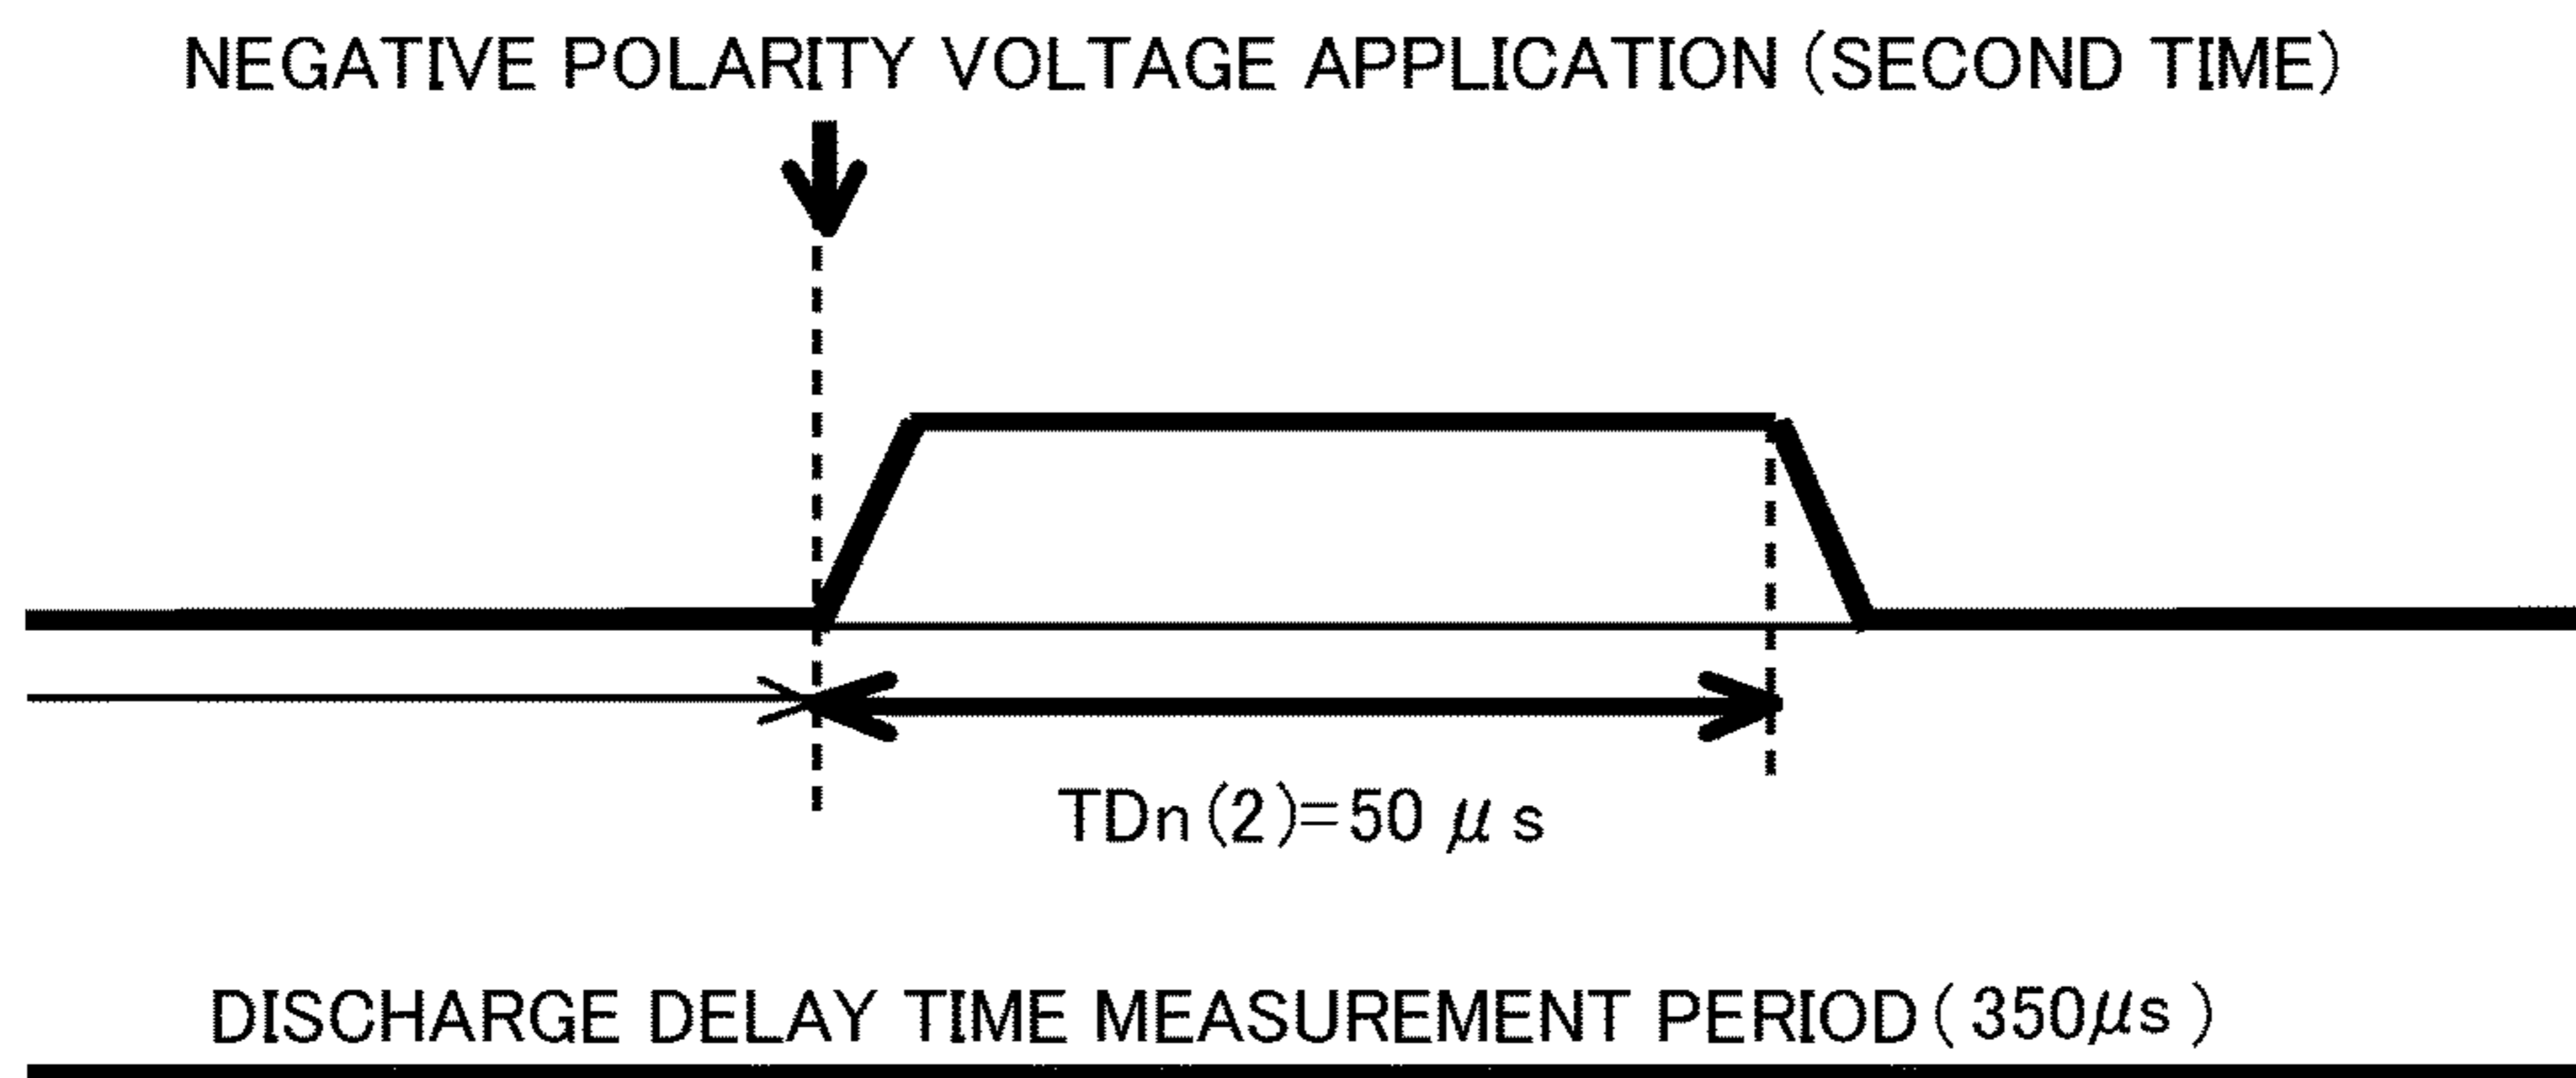 NEGATIVE POLARITY VOLTAGE APPLICATION (SECOND TIME)
TDn(2)=50 μs
DISCHARGE DELAY TIME MEASUREMENT PERIOD(350μs)